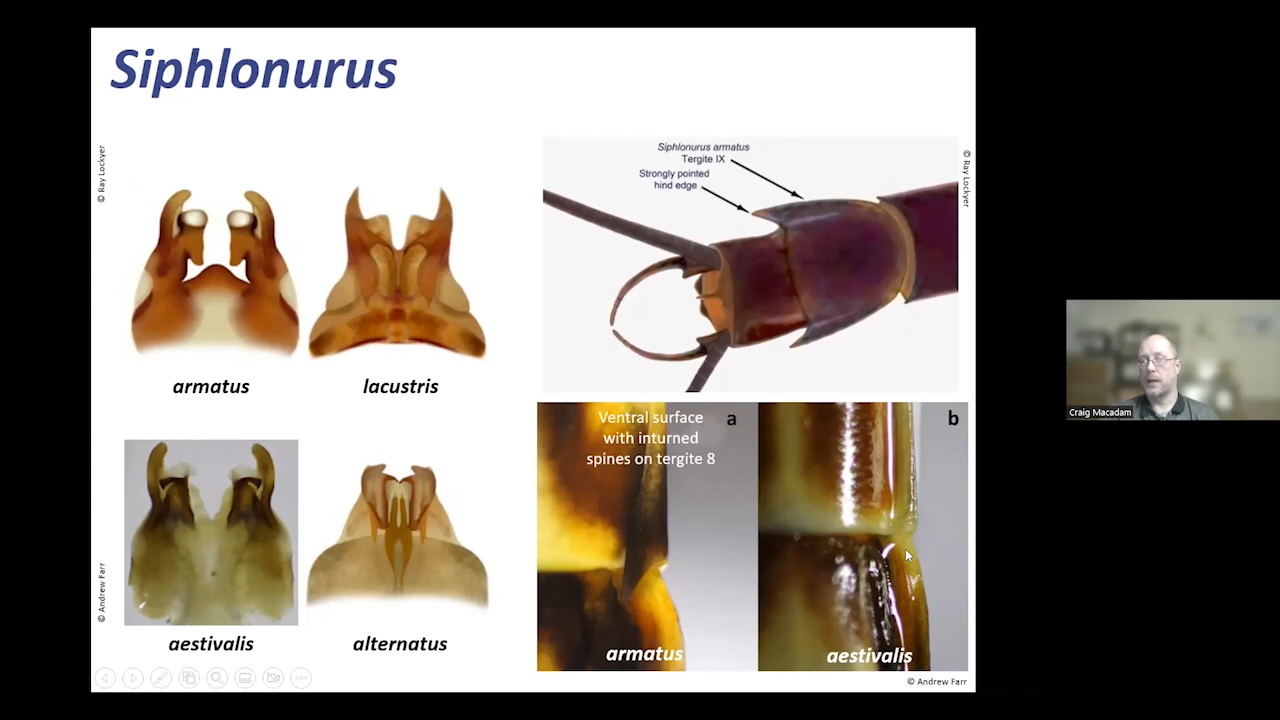 Siphlonurus
© Ray Lockyer
armatus
lacustris
© Andrew Farr
aestivalis
alternatus
Siphlonurus armatus
Tergite IX
Strongly pointed
hind edge
© Ray Lockyer
Ventral surface
with inturned
spines on tergite 8
a
b
armatus
aestivalis
© Andrew Farr
Craig Macadam